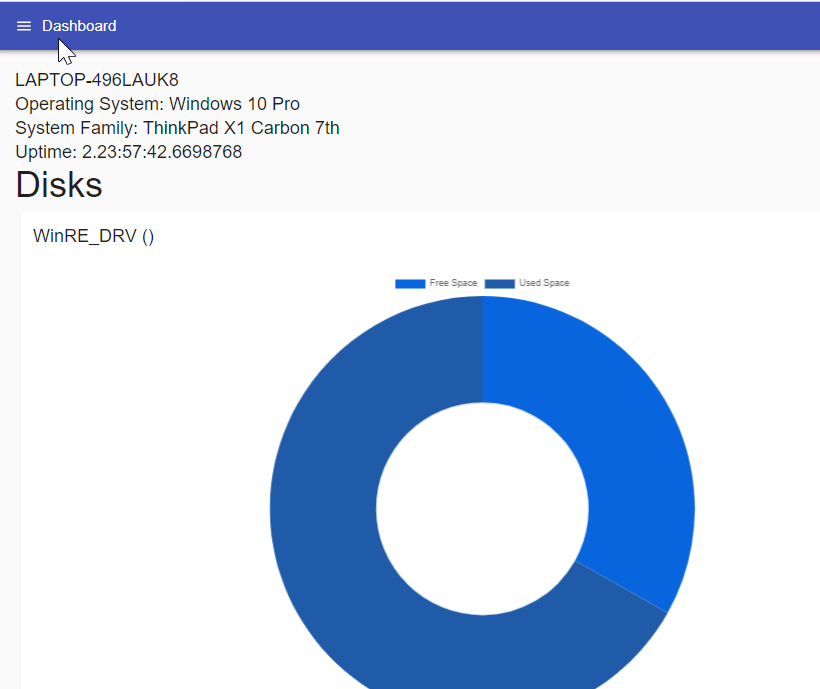 Dashboard
LAPTOP-496LAUK8
Operating System: Windows 10 Pro
System Family: ThinkPad X1 Carbon 7th
Uptime: 2.23:57:42.6698768
Disks
WinRE_DRV ()
Free Space Used Space